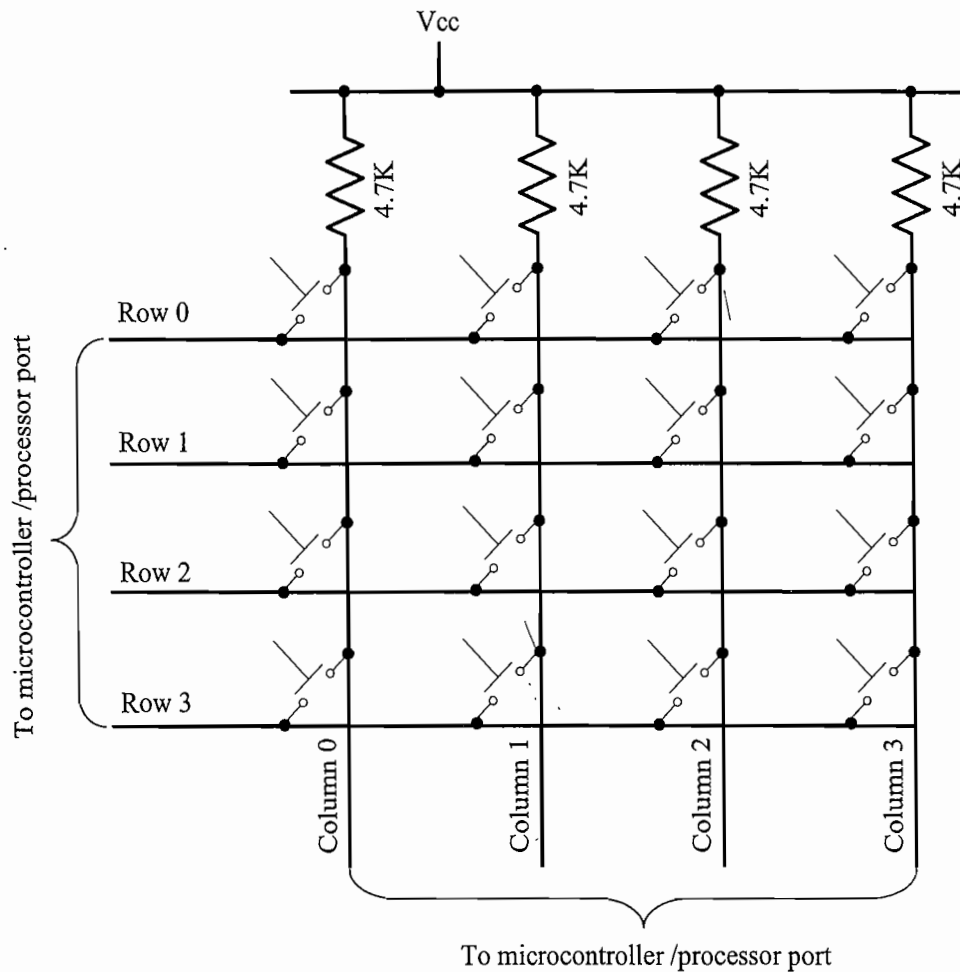 Vcc
4.7K
4.7K
4.7K
4.7K
Row 0
Row 1
Row 2
Row 3
To microcontroller /processor port
Column 0
Column 1
Column 2
Column 3
To microcontroller /processor port